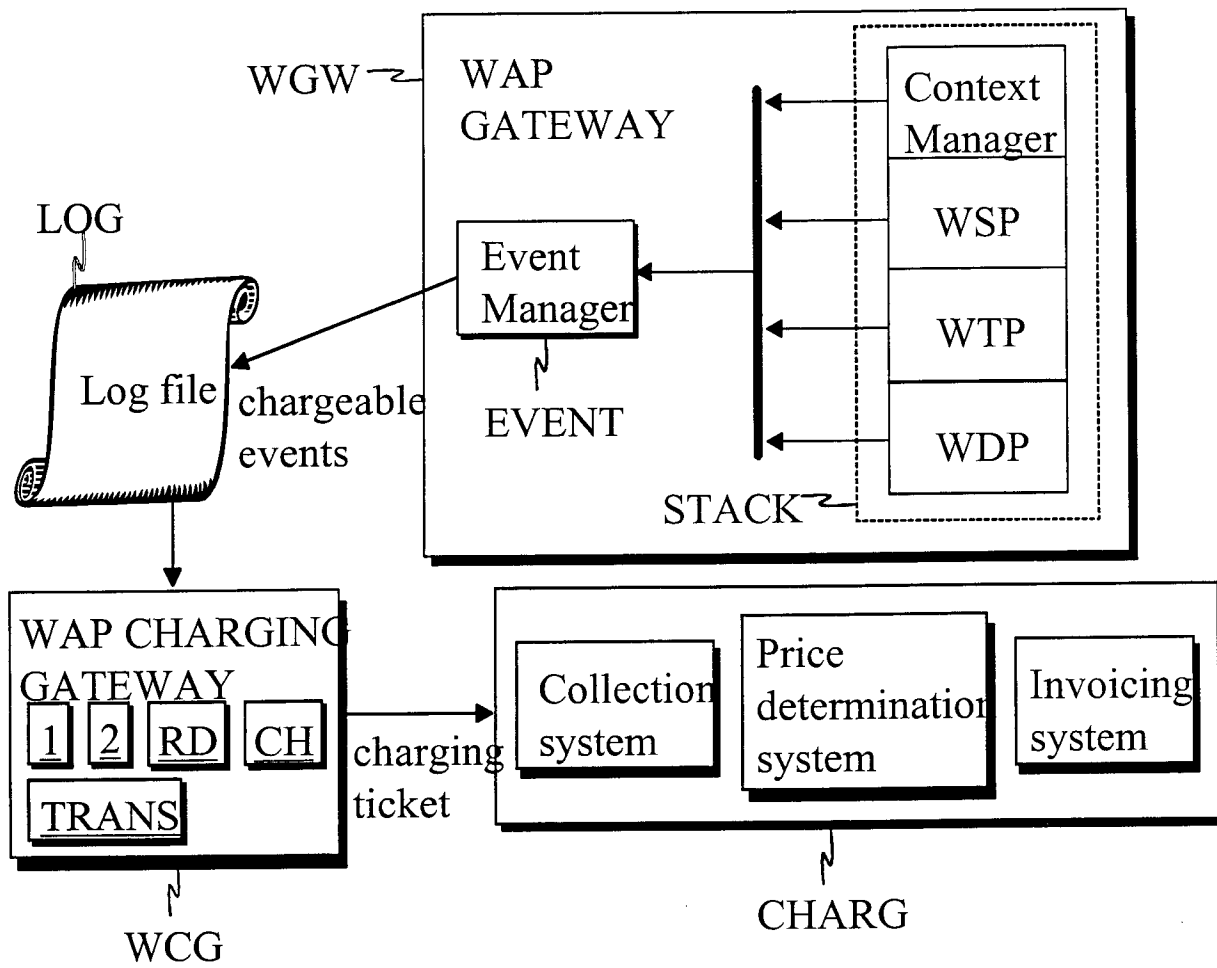 WGW
WAP
GATEWAY
Context
Manager
WSP
WTP
WDP
STACK
Event
Manager
EVENT
LOG
Log file
chargeable
events
WAP CHARGING
GATEWAY
1 2 RD CH
TRANS
WCG
charging
ticket
Collection
system
Price
determination
system
Invoicing
system
CHARG